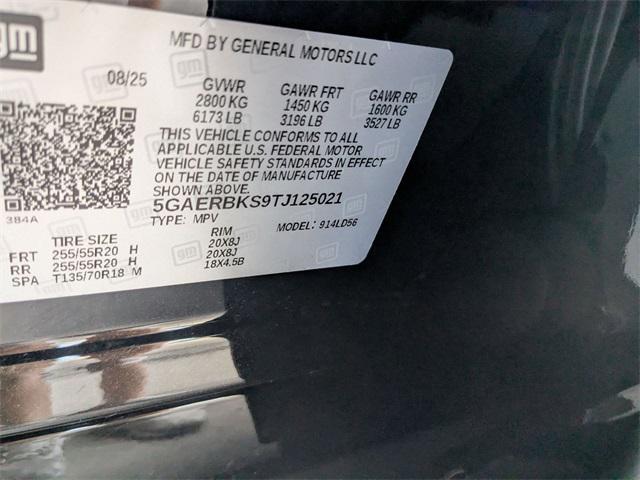 gm
MFD BY GENERAL MOTORS LLC
08/25 GVWR GAWR FRT GAWR RR
2800 KG 1450 KG 1600 KG
6173 LB 3196 LB 3527 LB
THIS VEHICLE CONFORMS TO ALL
APPLICABLE U.S. FEDERAL MOTOR
VEHICLE SAFETY STANDARDS IN EFFECT
ON THE DATE OF MANUFACTURE
SHOWN ABOVE.
5GAERBKS9TJ125021
384A
TYPE: MPV MODEL: 914LD56
TIRE SIZE RIM
FRT 255/55R20 H 20X8J
RR 255/55R20 H 20X8J
SPA T135/70R18 M 18X4.5B